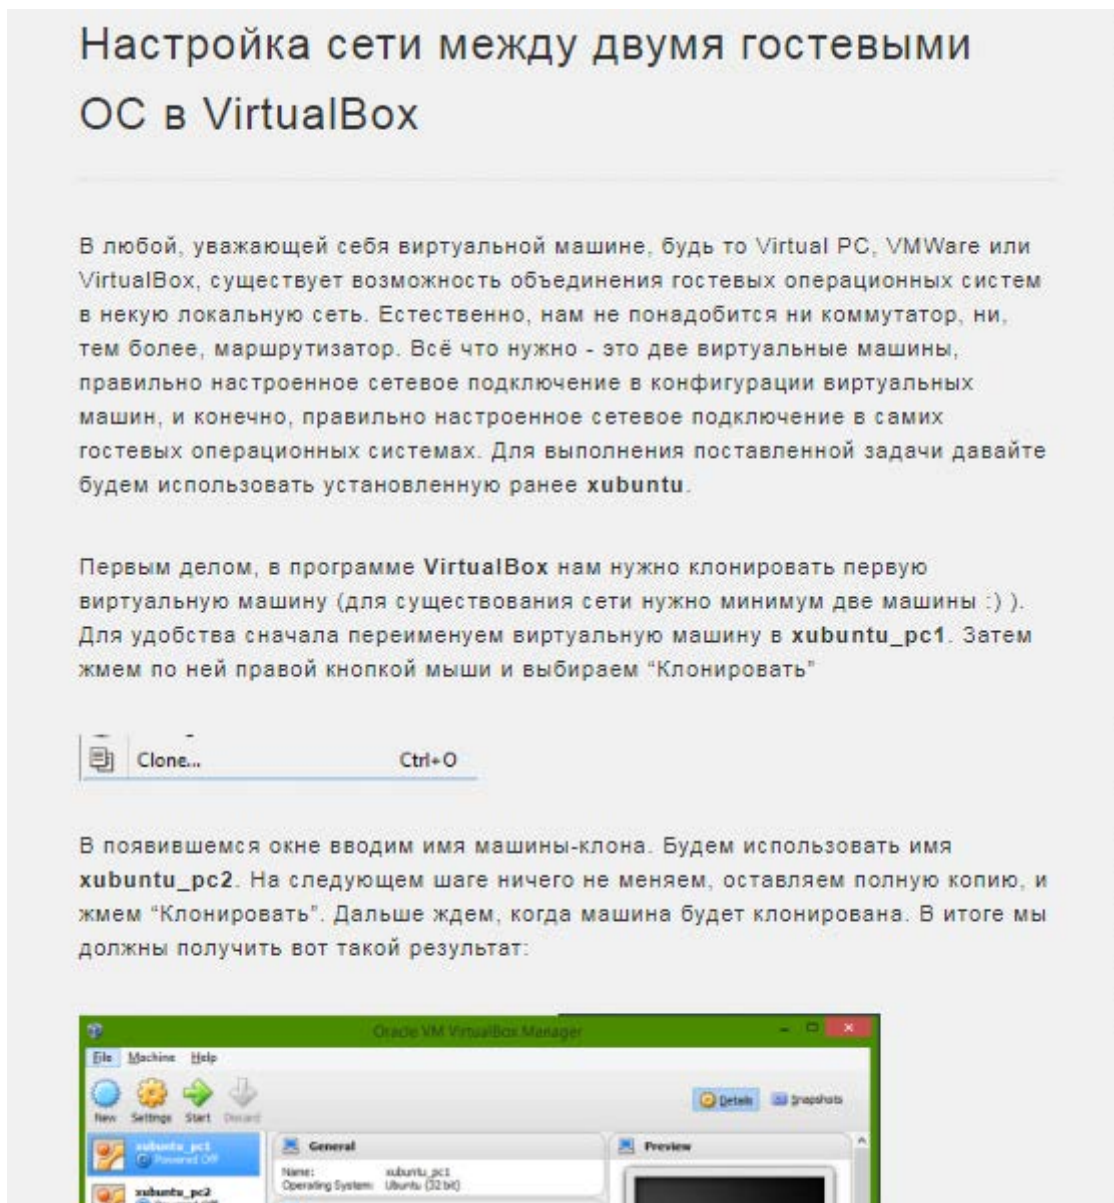 Настройка сети между двумя гостевыми
ОС в VirtualBox
В любой, уважающей себя виртуальной машине, будь то Virtual PC, VMWare или
VirtualBox, существует возможность объединения гостевых операционных систем
в некую локальную сеть. Естественно, нам не понадобится ни коммутатор, ни,
тем более, маршрутизатор. Всё что нужно - это две виртуальные машины,
правильно настроенное сетевое подключение в конфигурации виртуальных
машин, и конечно, правильно настроенное сетевое подключение в самих
гостевых операционных системах. Для выполнения поставленной задачи давайте
будем использовать установленную ранее xubuntu.
Первым делом, в программе VirtualBox нам нужно клонировать первую
виртуальную машину (для существования сети нужно минимум две машины :) ).
Для удобства сначала переименуем виртуальную машину в xubuntu_pc1. Затем
жмем по ней правой кнопкой мыши и выбираем “Клонировать”
Clone... Ctrl+O
В появившемся окне вводим имя машины-клона. Будем использовать имя
xubuntu_pc2. На следующем шаге ничего не меняем, оставляем полную копию, и
жмем “Клонировать”. Дальше ждем, когда машина будет клонирована. В итоге мы
должны получить вот такой результат:
Oracle VM VirtualBox Manager
File Machine Help
New Settings Start Discard Details Snapshots
xubuntu_pc1 General Preview
Powered Off
Name: xubuntu_pc1
Operating System: Ubuntu (32 bit)
xubuntu_pc2